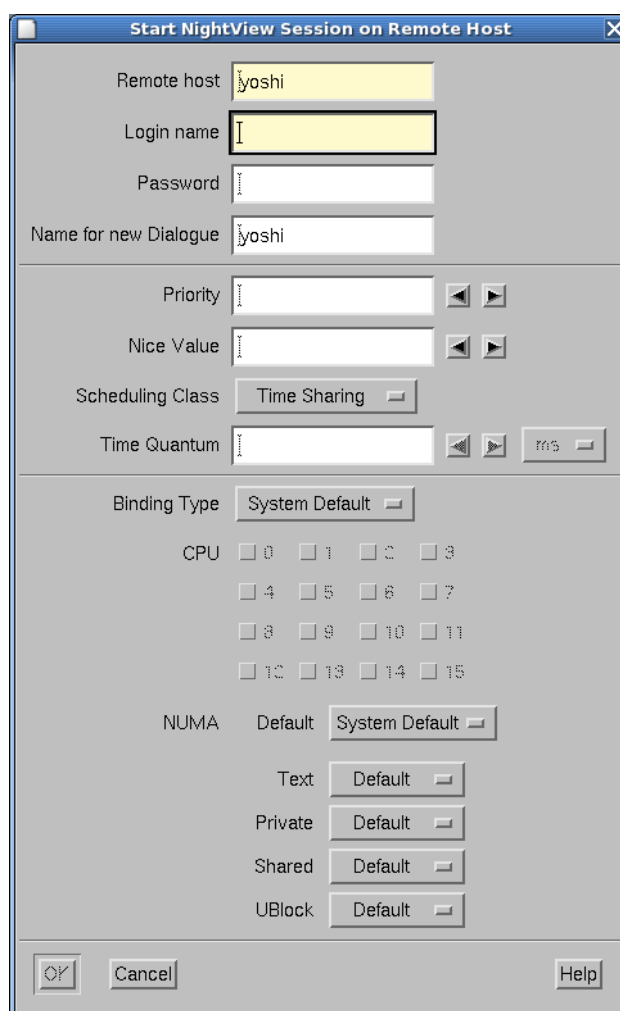 Start NightView Session on Remote Host
Remote host yoshi
Login name
Password
Name for new Dialogue yoshi
Priority
Nice Value
Scheduling Class Time Sharing
Time Quantum ms
Binding Type System Default
CPU 0 1 2 3
4 5 6 7
8 9 10 11
12 13 14 15
NUMA Default System Default
Text Default
Private Default
Shared Default
UBlock Default
OK Cancel Help